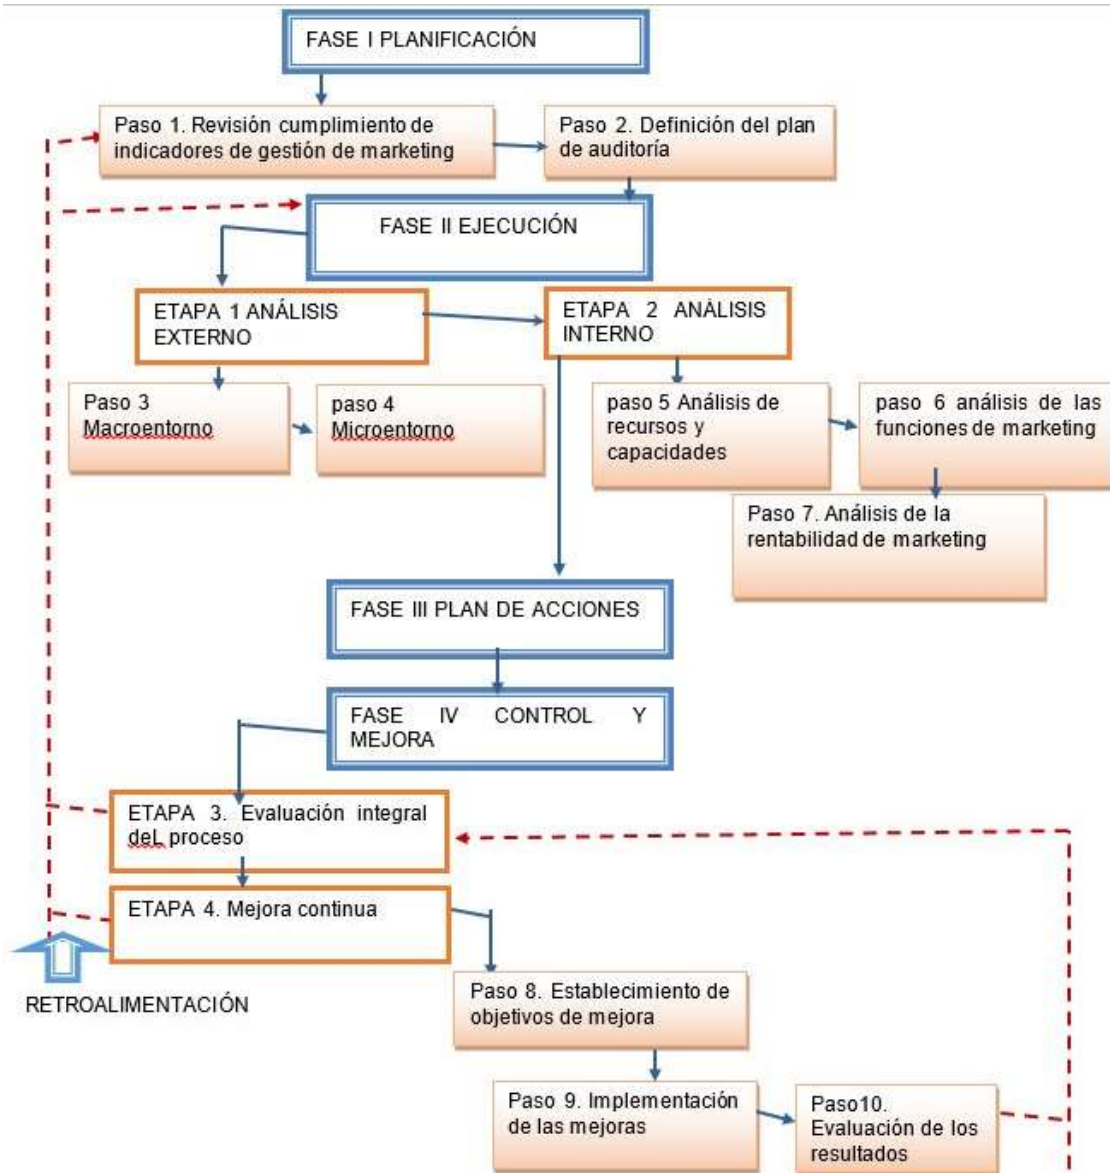 FASE I PLANIFICACIÓN
Paso 1. Revisión cumplimiento de
indicadores de gestión de marketing
Paso 2. Definición del plan
de auditoría
FASE II EJECUCIÓN
ETAPA 1 ANÁLISIS
EXTERNO
ETAPA 2 ANÁLISIS
INTERNO
Paso 3
Macroentorno
paso 4
Microentorno
paso 5 Análisis de
recursos y
capacidades
paso 6 análisis de las
funciones de marketing
Paso 7. Análisis de la
rentabilidad de marketing
FASE III PLAN DE ACCIONES
FASE IV CONTROL Y
MEJORA
ETAPA 3. Evaluación integral
deL proceso
ETAPA 4. Mejora continua
RETROALIMENTACIÓN
Paso 8. Establecimiento de
objetivos de mejora
Paso 9. Implementación
de las mejoras
Paso10.
Evaluación de los
resultados